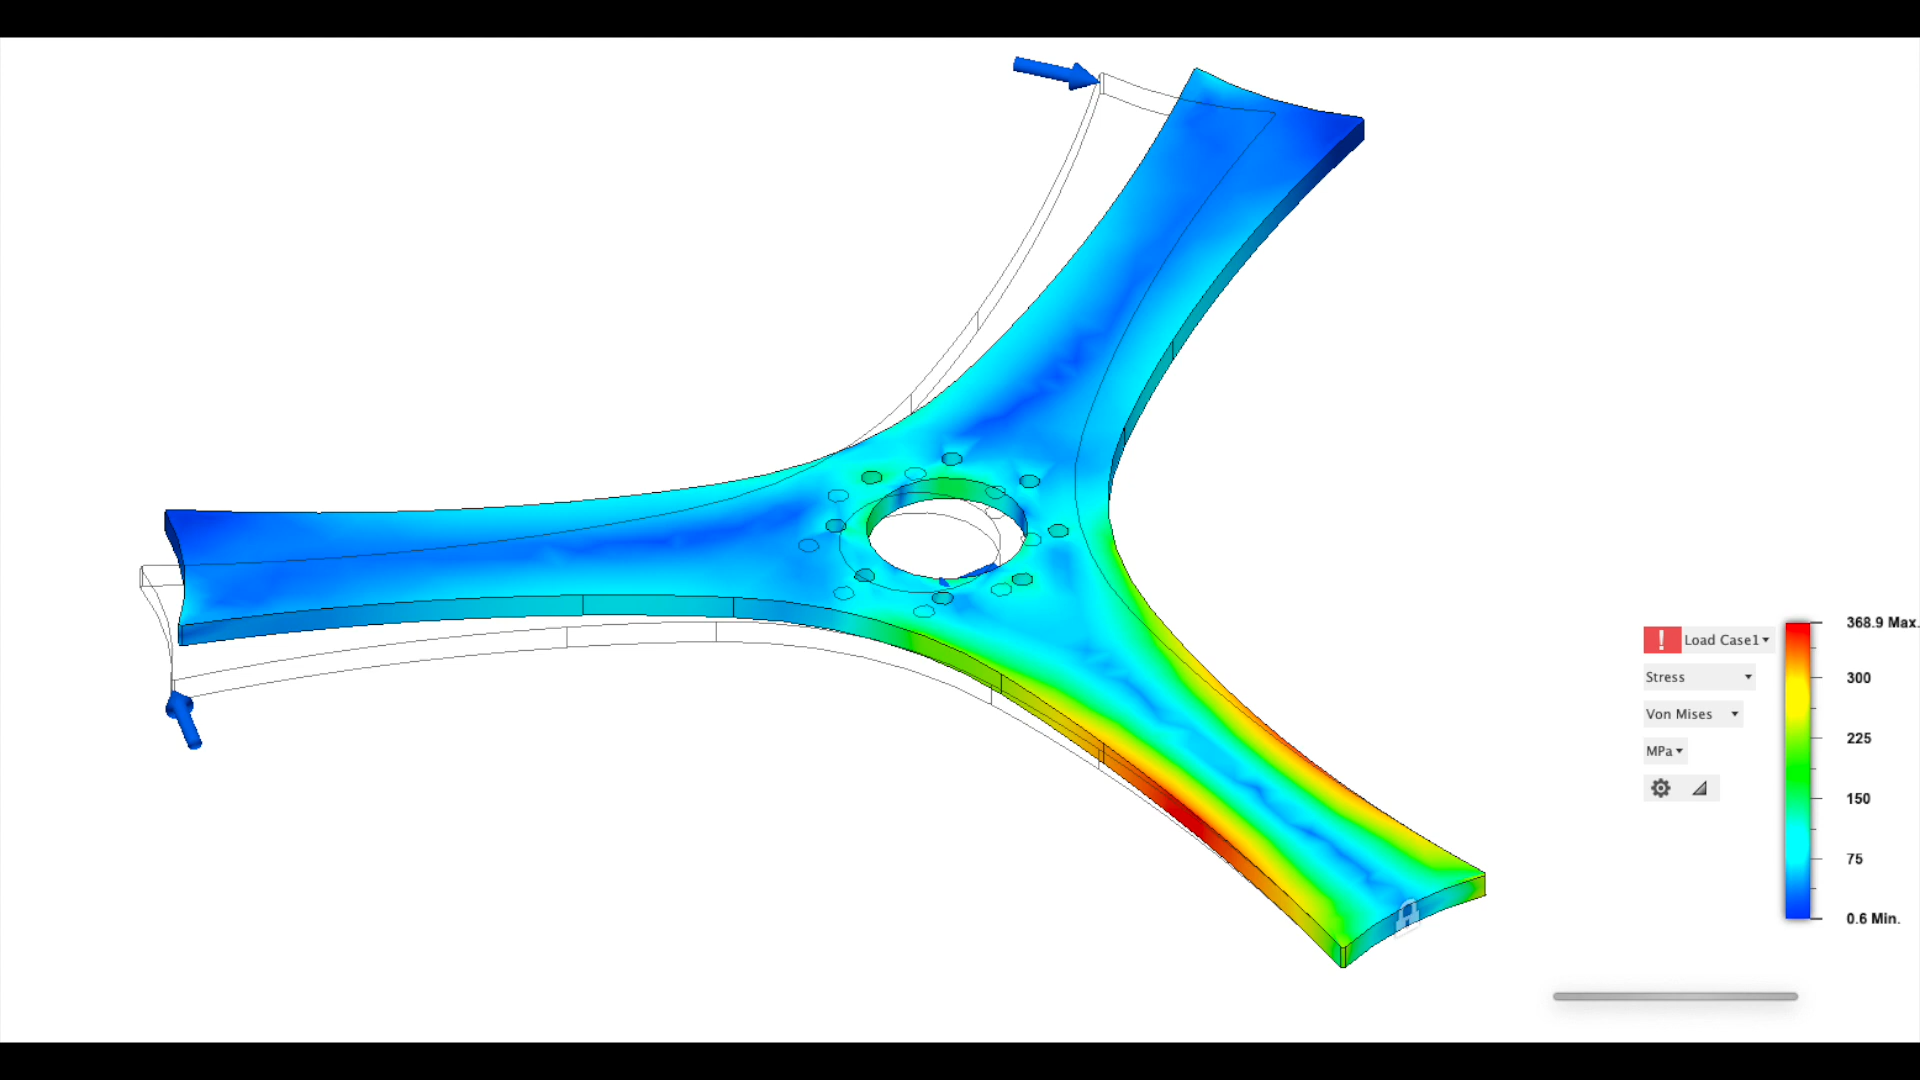 368.9 Max.
! Load Case1
Stress
300
Von Mises
225
MPa
150
75
0.6 Min.